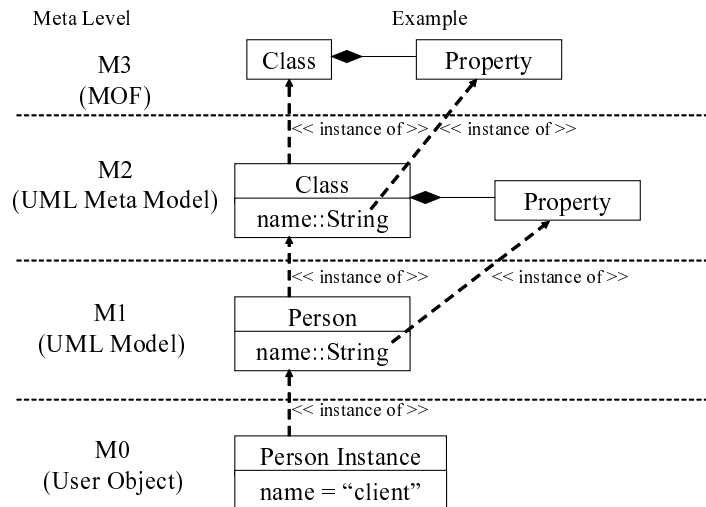 Meta Level
Example
M3
(MOF)
Class
Property
<< instance of >>
<< instance of >>
M2
(UML Meta Model)
Class
name::String
Property
<< instance of >>
<< instance of >>
M1
(UML Model)
Person
name::String
<< instance of >>
M0
(User Object)
Person Instance
name = “client”